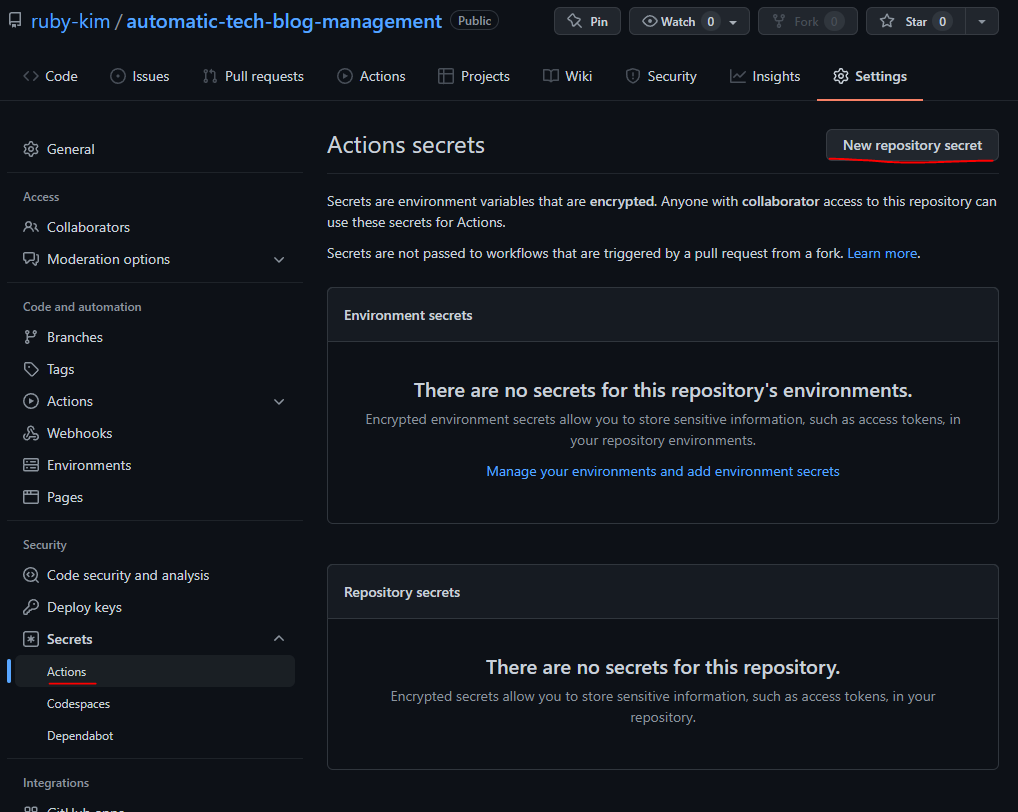 ruby-kim / automatic-tech-blog-management Public Pin Watch 0 Fork 0 Star 0
Code Issues Pull requests Actions Projects Wiki Security Insights Settings
General
Access
Collaborators
Moderation options
Code and automation
Branches
Tags
Actions
Webhooks
Environments
Pages
Security
Code security and analysis
Deploy keys
Secrets
Actions
Codespaces
Dependabot
Integrations
GitHub apps
Actions secrets
New repository secret
Secrets are environment variables that are encrypted. Anyone with collaborator access to this repository can
use these secrets for Actions.
Secrets are not passed to workflows that are triggered by a pull request from a fork. Learn more.
Environment secrets
There are no secrets for this repository's environments.
Encrypted environment secrets allow you to store sensitive information, such as access tokens, in
your repository environments.
Manage your environments and add environment secrets
Repository secrets
There are no secrets for this repository.
Encrypted secrets allow you to store sensitive information, such as access tokens, in your
repository.